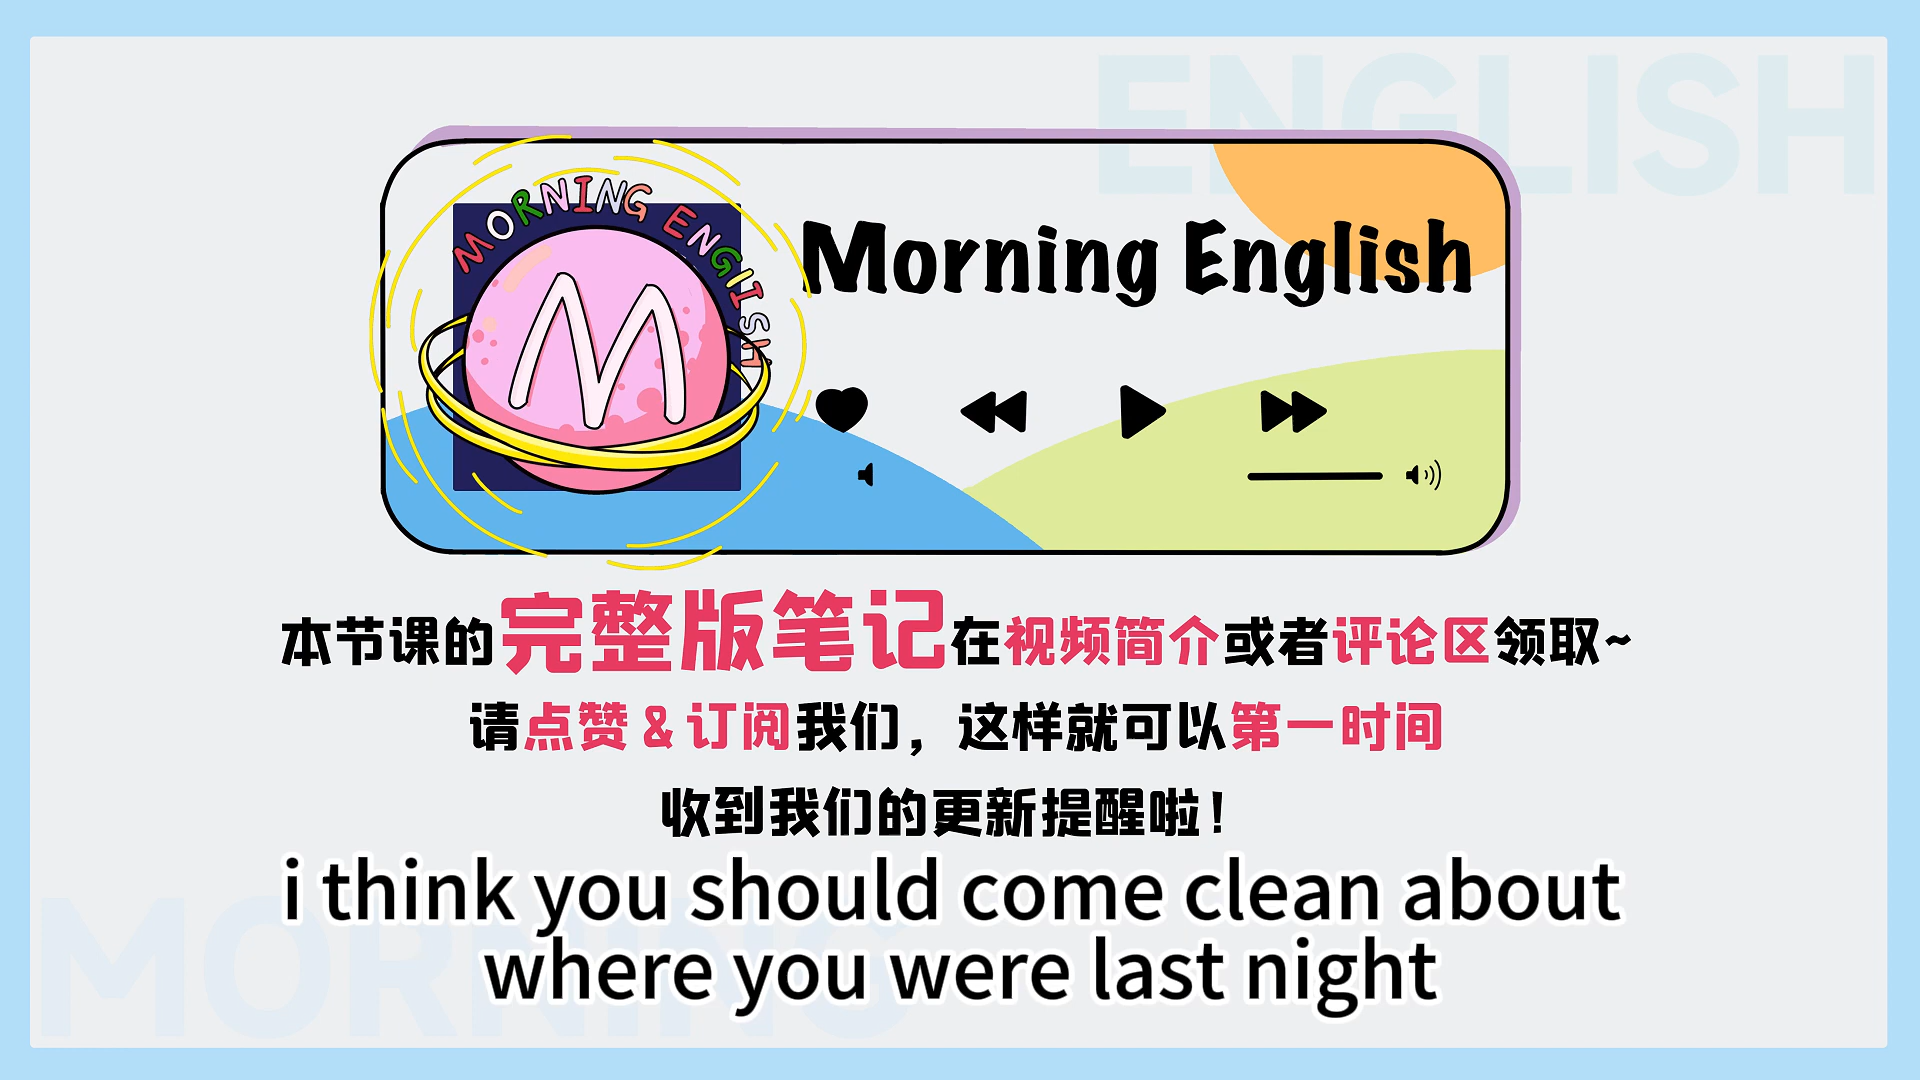 ENGLISH
MORNING ENGLISH
M
Morning English
本节课的完整版笔记在视频简介或者评论区领取~
请点赞&订阅我们，这样就可以第一时间
收到我们的更新提醒啦！
i think you should come clean about
where you were last night
MORNING